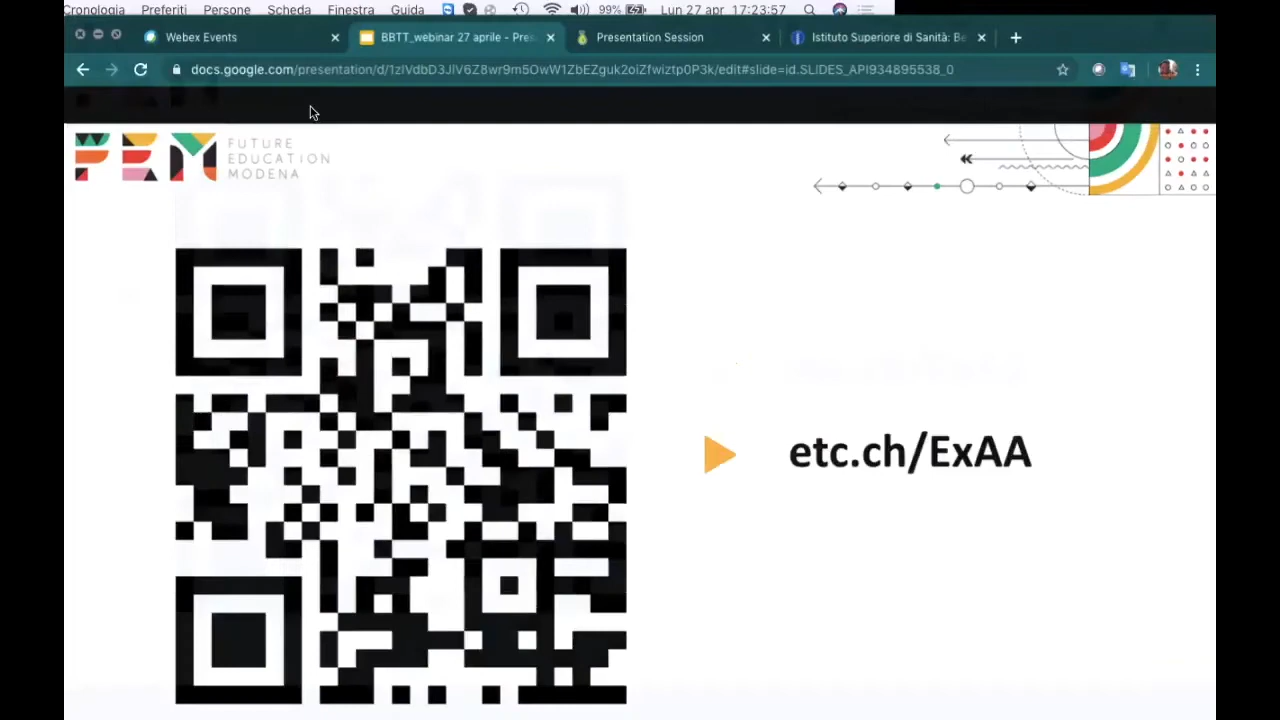 Cronologia Preferiti Persone Scheda Finestra Guida 99% Lun 27 apr 17:23:57
Webex Events BBTT_webinar 27 aprile - Pres Presentation Session Istituto Superiore di Sanità: Be
docs.google.com/presentation/d/1zIVdbD3JlV6Z8wr9m5OwW1ZbEZguk2oiZfwiztp0P3k/edit#slide=id.SLIDES_API934895538_0
FEM
FUTURE
EDUCATION
MODENA
etc.ch/ExAA